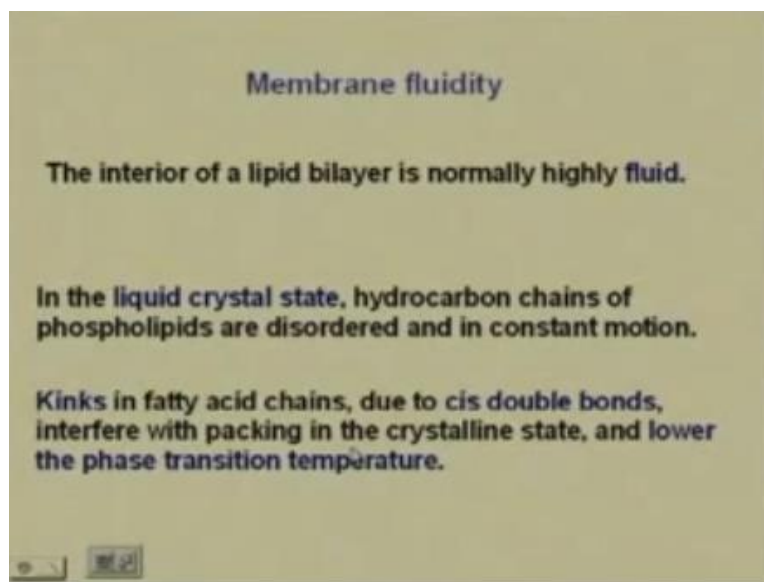 Membrane fluidity
The interior of a lipid bilayer is normally highly fluid.
In the liquid crystal state, hydrocarbon chains of
phospholipids are disordered and in constant motion.
Kinks in fatty acid chains, due to cis double bonds,
interfere with packing in the crystalline state, and lower
the phase transition temperature.